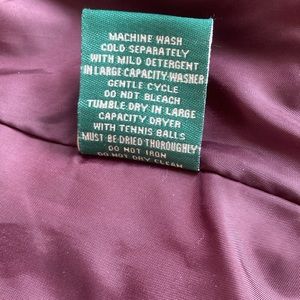 MACHINE WASH
COLD SEPARATELY
WITH MILD DETERGENT
IN LARGE CAPACITY WASHER
GENTLE CYCLE
DO NOT BLEACH
TUMBLE DRY IN LARGE
CAPACITY DRYER
WITH TENNIS BALLS
MUST BE DRIED THOROUGHLY
DO NOT IRON
DO NOT DRY CLEAN